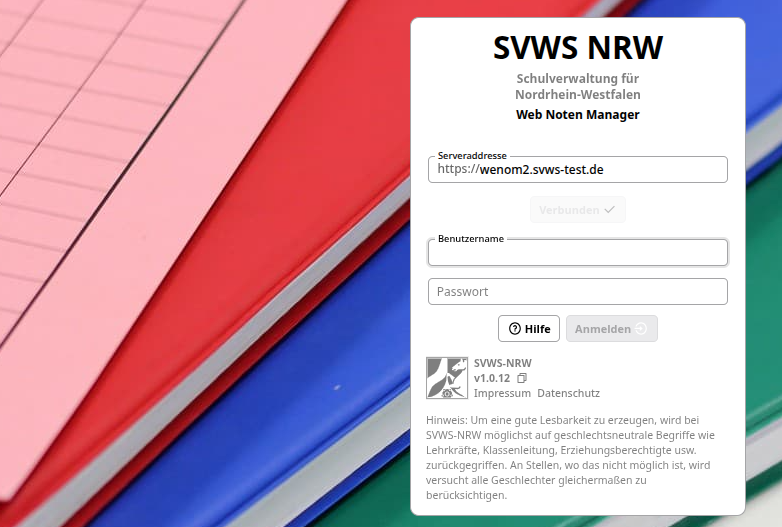 SVWS NRW
Schulverwaltung für
Nordrhein-Westfalen
Web Noten Manager
Serveraddresse
https://wenom2.svws-test.de
Verbunden
Benutzername
Passwort
Hilfe
Anmelden
SVWS-NRW
v1.0.12
Impressum Datenschutz
Hinweis: Um eine gute Lesbarkeit zu erzeugen, wird bei
SVWS-NRW möglichst auf geschlechtsneutrale Begriffe wie
Lehrkräfte, Klassenleitung, Erziehungsberechtigte usw.
zurückgegriffen. An Stellen, wo das nicht möglich ist, wird
versucht alle Geschlechter gleichermaßen zu
berücksichtigen.